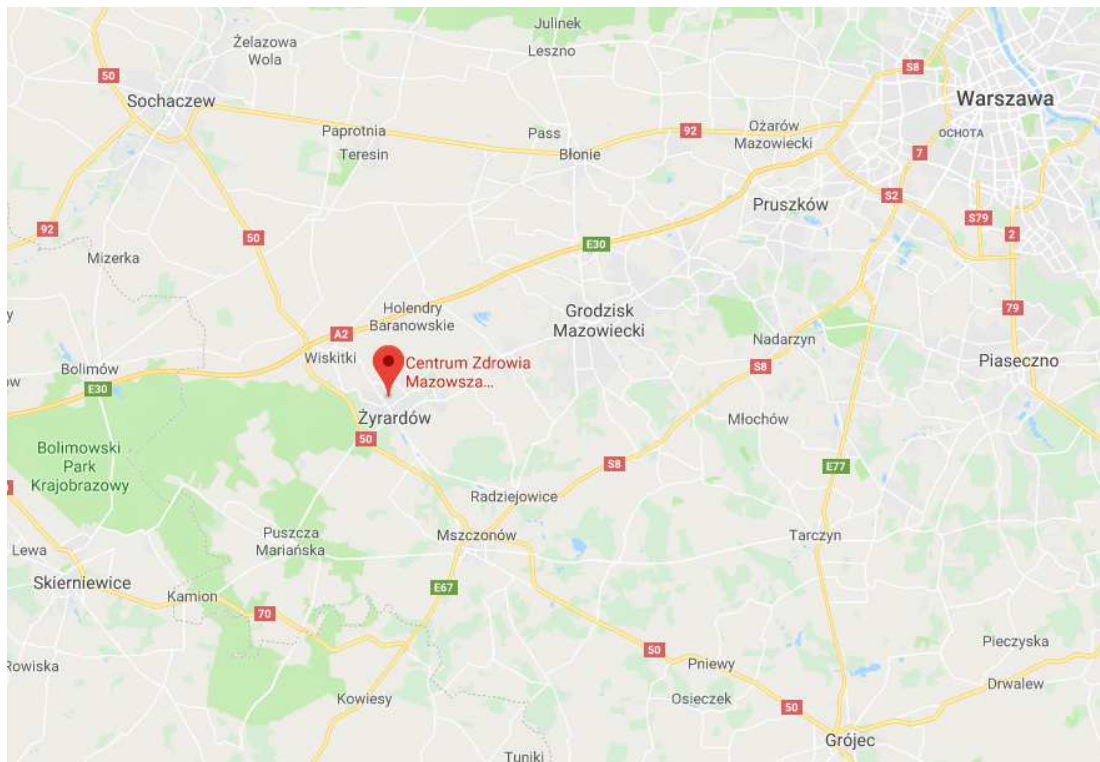 Julinek
Leszno
Żelazowa
Wola
S8
50
Warszawa
Sochaczew
OCHOTA
Paprotnia
Teresin
Pass
Błonie
92
Ożarów
Mazowiecki
7
S2
Pruszków
S79
2
92
50
E30
Mizerka
Holendry
Baranowskie
Grodzisk
Mazowiecki
79
A2
Nadarzyn
Wiskitki
Centrum Zdrowia
Mazowsza...
Piaseczno
Bolimów
E30
S8
Żyrardów
Młochów
50
Bolimowski
Park
Krajobrazowy
S8
E77
Radziejowice
Puszcza
Mariańska
Mszczonów
Tarczyn
Lewa
Skierniewice
E67
Kamion
70
Pieczyska
50
Rowiska
Pniewy
Drwalew
Kowiesy
Osieczek
50
Grójec
Tuniki